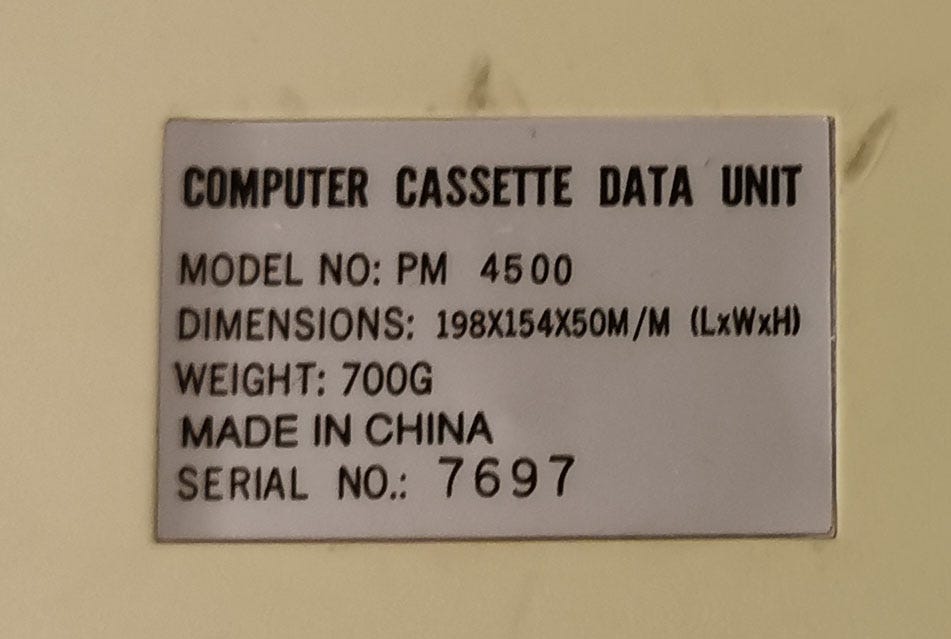 COMPUTER CASSETTE DATA UNIT
MODEL NO: PM 4500
DIMENSIONS: 198X154X50M/M (LxWxH)
WEIGHT: 700G
MADE IN CHINA
SERIAL NO.: 7697